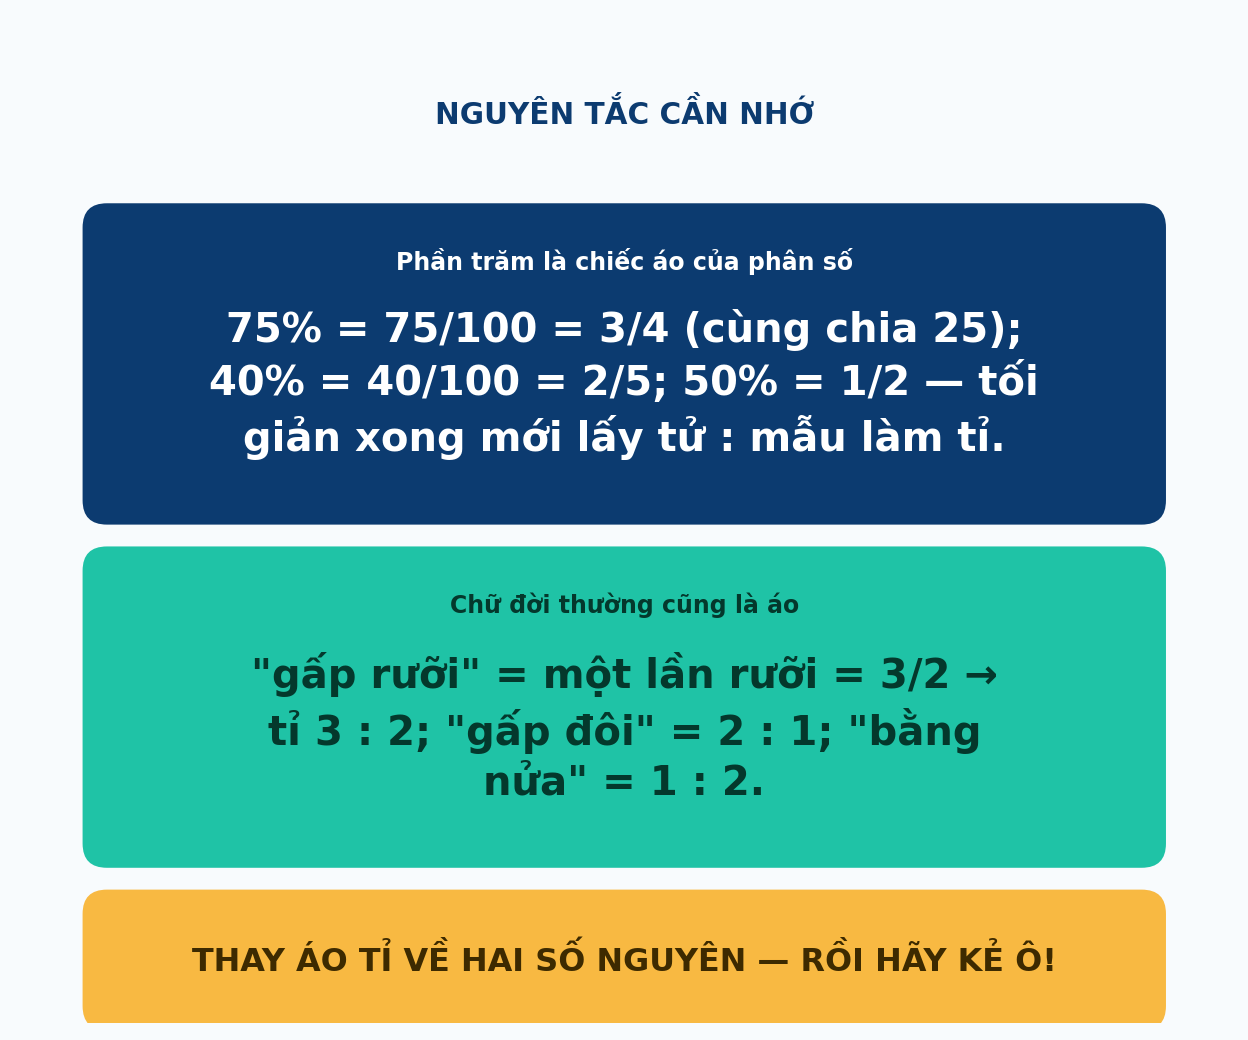 NGUYÊN TẮC CẦN NHỚ
Phần trăm là chiếc áo của phân số
75% = 75/100 = 3/4 (cùng chia 25);
40% = 40/100 = 2/5; 50% = 1/2 — tối
giản xong mới lấy tử : mẫu làm tỉ.
Chữ đời thường cũng là áo
"gấp rưỡi" = một lần rưỡi = 3/2 →
tỉ 3 : 2; "gấp đôi" = 2 : 1; "bằng
nửa" = 1 : 2.
THAY ÁO TỈ VỀ HAI SỐ NGUYÊN — RỒI HÃY KẺ Ô!